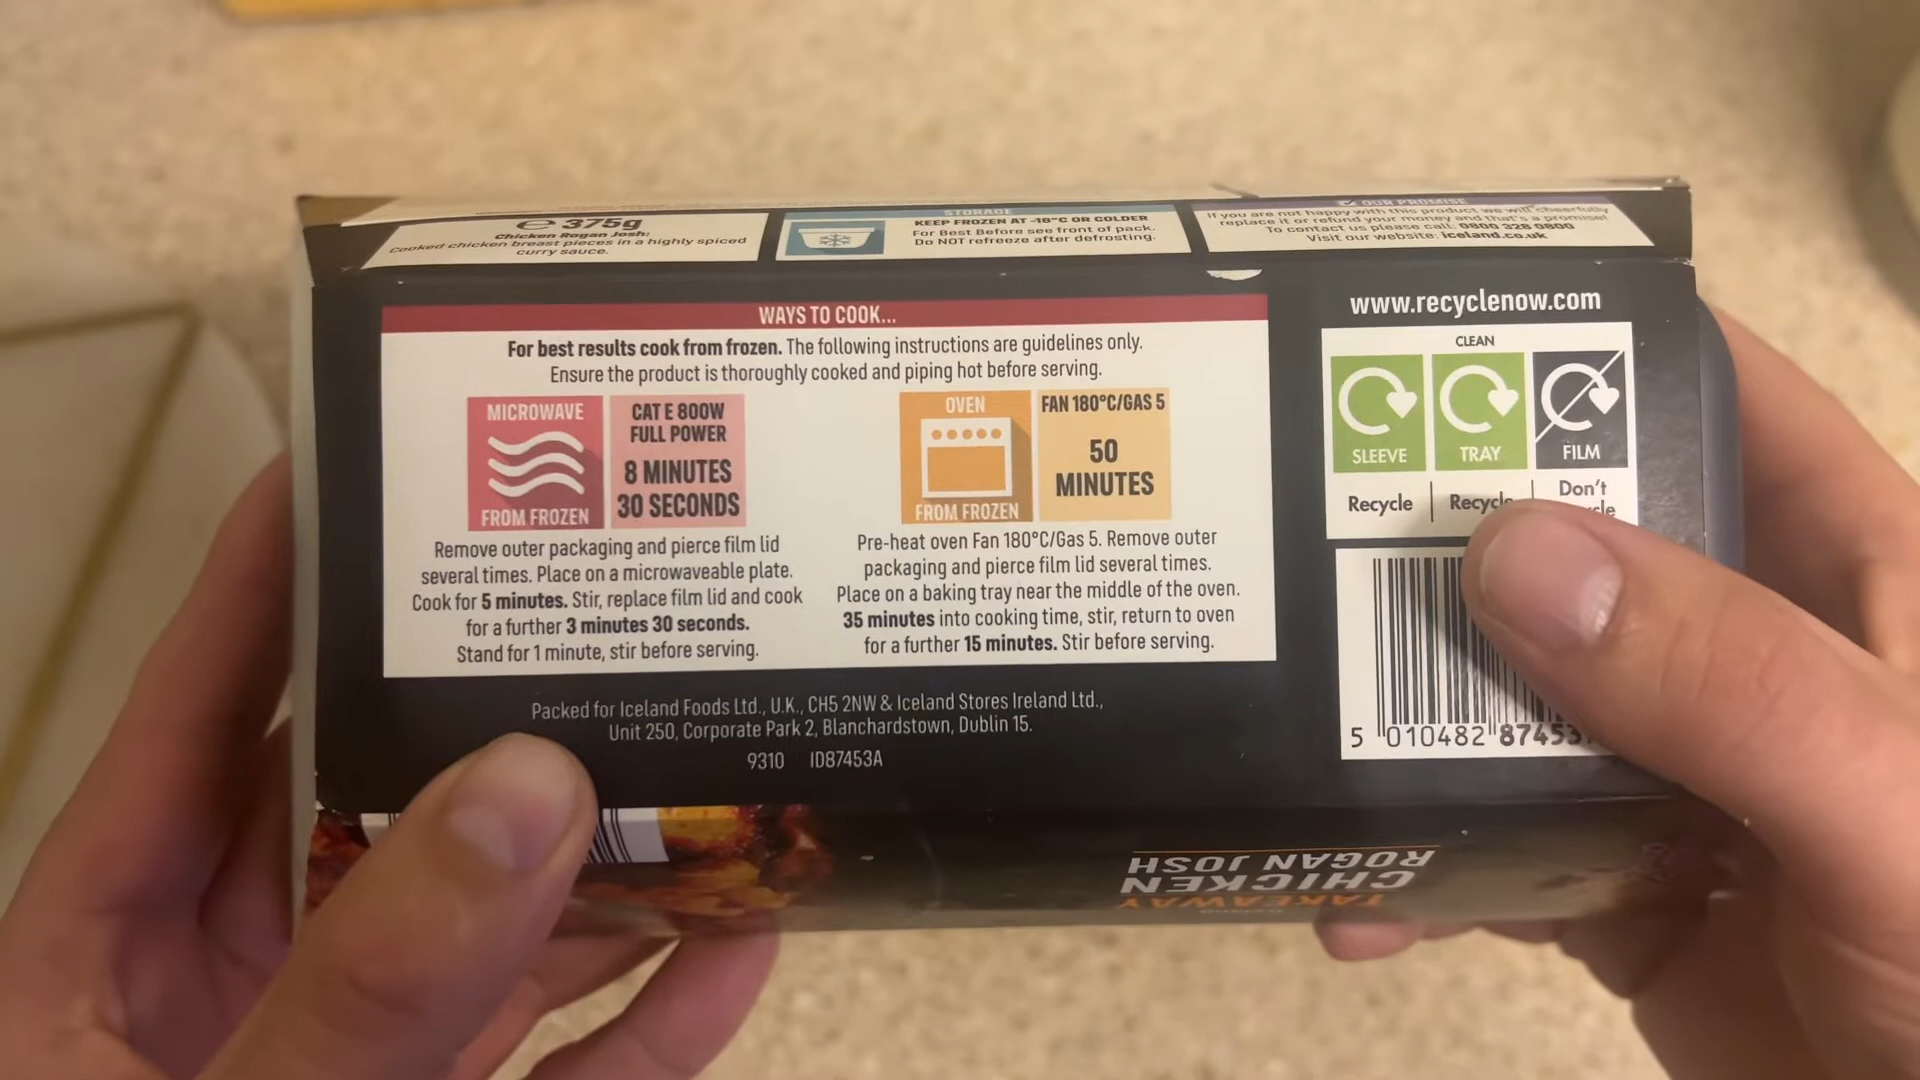 e 375g
Chicken Rogan Josh:
Cooked chicken breast pieces in a highly spiced
curry sauce.
STORAGE
KEEP FROZEN AT -18°C OR COLDER
For Best Before see front of pack.
Do NOT refreeze after defrosting.
OUR PROMISE
If you are not happy with this product we will cheerfully
replace it or refund your money and that's a promise!
To contact us please call: 0800 328 0800
Visit our website: iceland.co.uk
WAYS TO COOK...
For best results cook from frozen. The following instructions are guidelines only.
Ensure the product is thoroughly cooked and piping hot before serving.
MICROWAVE
FROM FROZEN
CAT E 800W
FULL POWER
8 MINUTES
30 SECONDS
Remove outer packaging and pierce film lid
several times. Place on a microwaveable plate.
Cook for 5 minutes. Stir, replace film lid and cook
for a further 3 minutes 30 seconds.
Stand for 1 minute, stir before serving.
OVEN
FROM FROZEN
FAN 180°C/GAS 5
50
MINUTES
Pre-heat oven Fan 180°C/Gas 5. Remove outer
packaging and pierce film lid several times.
Place on a baking tray near the middle of the oven.
35 minutes into cooking time, stir, return to oven
for a further 15 minutes. Stir before serving.
Packed for Iceland Foods Ltd., U.K., CH5 2NW & Iceland Stores Ireland Ltd.,
Unit 250, Corporate Park 2, Blanchardstown, Dublin 15.
9310 ID87453A
www.recyclenow.com
CLEAN
SLEEVE
TRAY
FILM
Recycle
Recycle
Don't
5 010482 87453
TAKEAWAY
CHICKEN
ROGAN JOSH